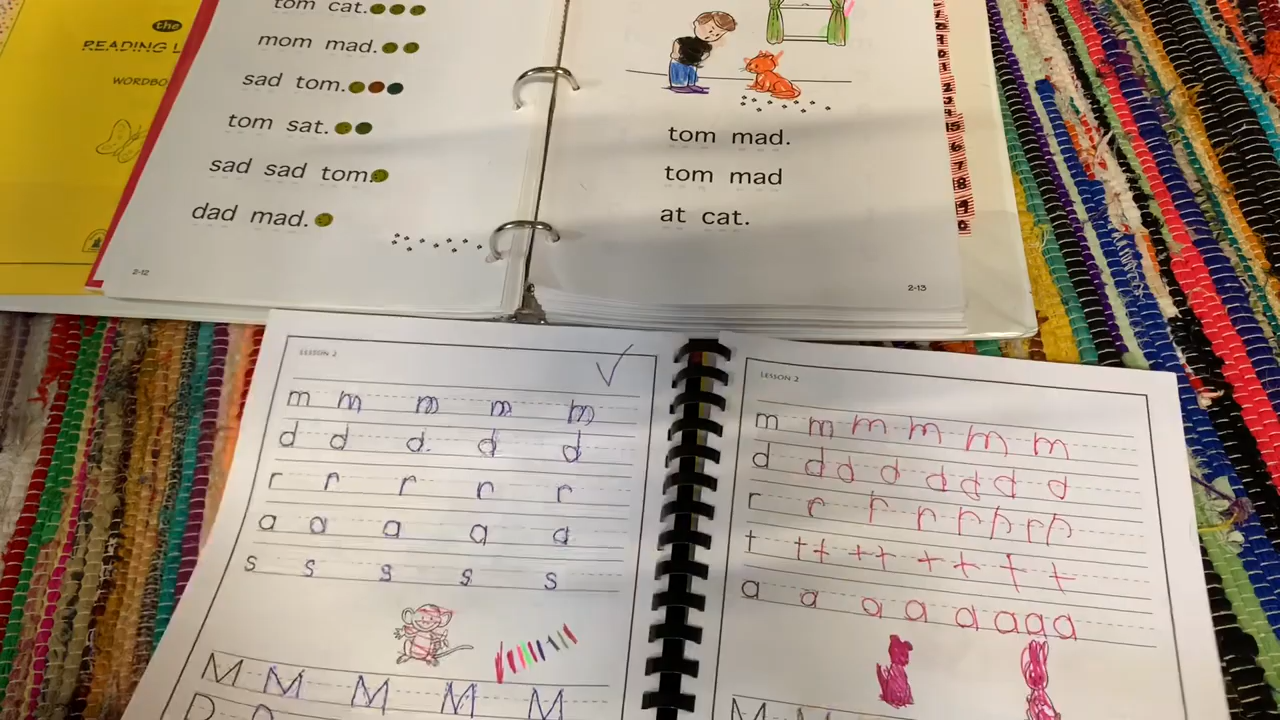 the
READING L
WORDBO
tom cat.
mom mad.
sad tom.
tom sat.
sad sad tom.
dad mad.
2-12
tom mad.
tom mad
at cat.
2-13
LESSON 2
m m m m m
d d d d d
r r r r r
a a a a a
s s s s s
M M M M M
LESSON 2
m m m m m m
d d d d d d d d
r r r r r r r r
t t t t t t t t t
a a a a a a a a